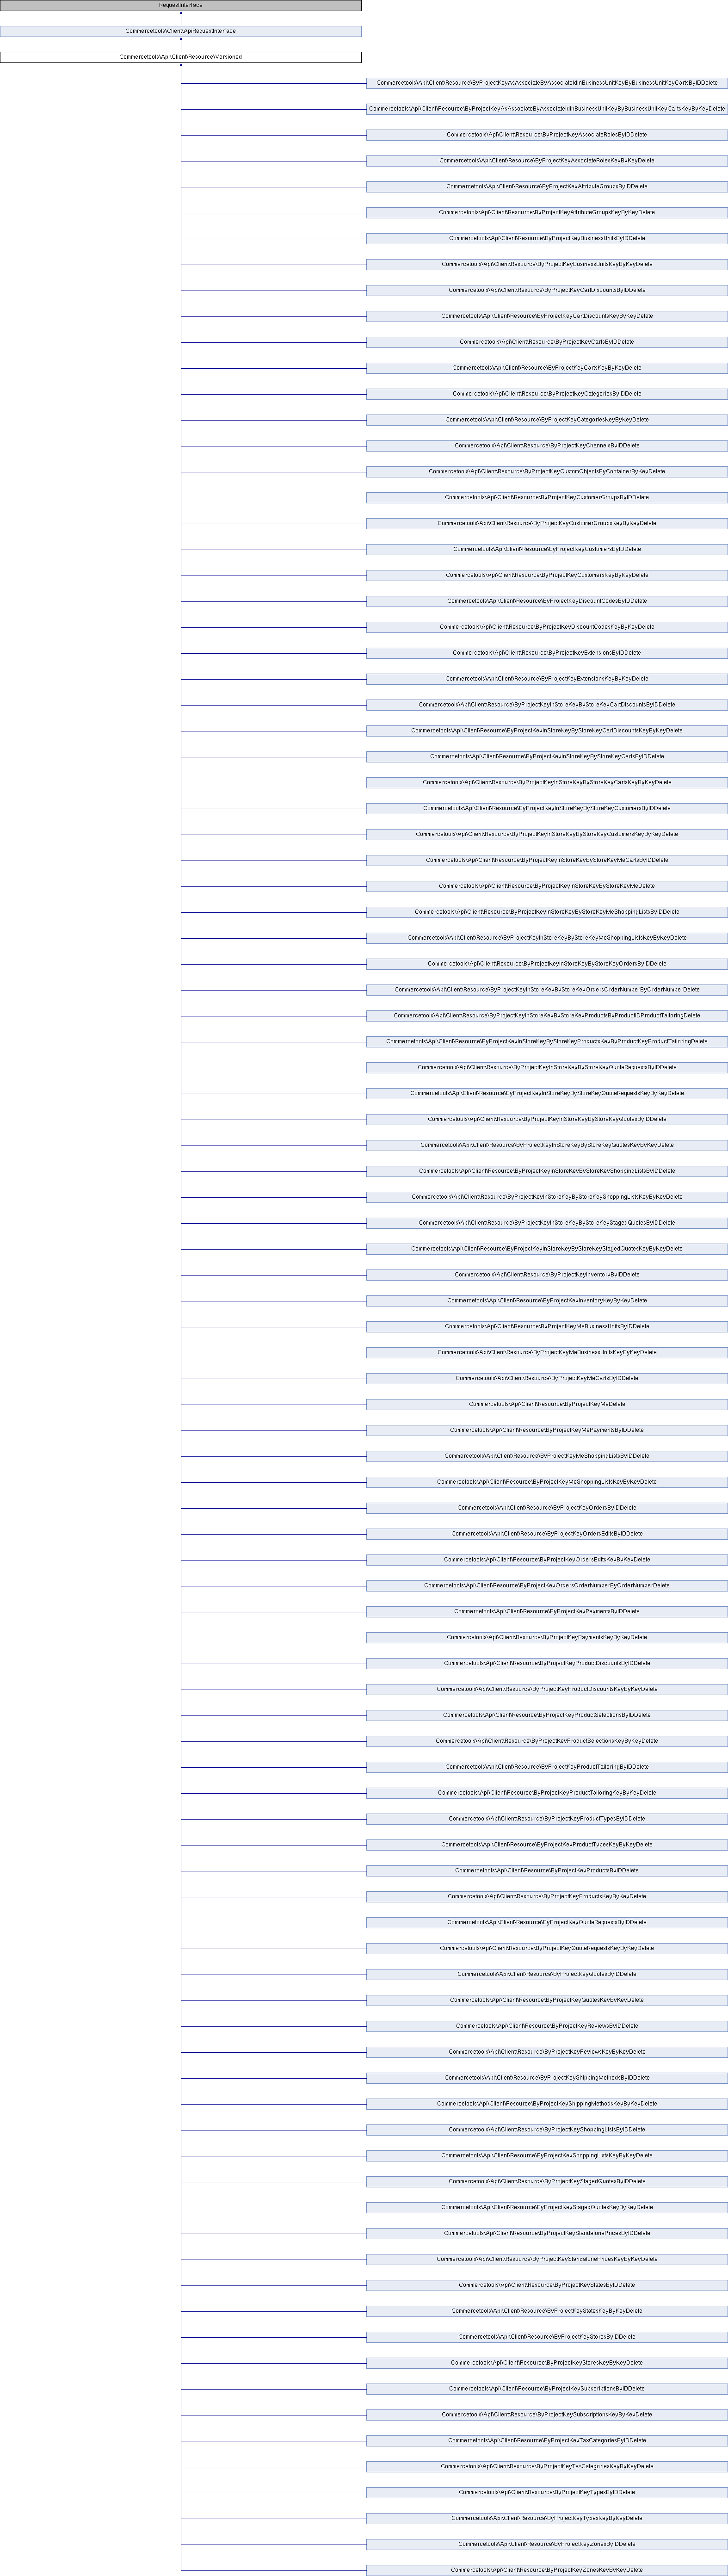 RequestInterface
Commercetools\Client\ApiRequestInterface
Commercetools\Api\Client\Resource\Versioned
Commercetools\Api\Client\Resource\ByProjectKeyAsAssociateByAssociateIdInBusinessUnitKeyByBusinessUnitKeyCartsByIDDelete
Commercetools\Api\Client\Resource\ByProjectKeyAsAssociateByAssociateIdInBusinessUnitKeyByBusinessUnitKeyCartsKeyByKeyDelete
Commercetools\Api\Client\Resource\ByProjectKeyAssociateRolesByIDDelete
Commercetools\Api\Client\Resource\ByProjectKeyAssociateRolesKeyByKeyDelete
Commercetools\Api\Client\Resource\ByProjectKeyAttributeGroupsByIDDelete
Commercetools\Api\Client\Resource\ByProjectKeyAttributeGroupsKeyByKeyDelete
Commercetools\Api\Client\Resource\ByProjectKeyBusinessUnitsByIDDelete
Commercetools\Api\Client\Resource\ByProjectKeyBusinessUnitsKeyByKeyDelete
Commercetools\Api\Client\Resource\ByProjectKeyCartDiscountsByIDDelete
Commercetools\Api\Client\Resource\ByProjectKeyCartDiscountsKeyByKeyDelete
Commercetools\Api\Client\Resource\ByProjectKeyCartsByIDDelete
Commercetools\Api\Client\Resource\ByProjectKeyCartsKeyByKeyDelete
Commercetools\Api\Client\Resource\ByProjectKeyCategoriesByIDDelete
Commercetools\Api\Client\Resource\ByProjectKeyCategoriesKeyByKeyDelete
Commercetools\Api\Client\Resource\ByProjectKeyChannelsByIDDelete
Commercetools\Api\Client\Resource\ByProjectKeyCustomObjectsByContainerByKeyDelete
Commercetools\Api\Client\Resource\ByProjectKeyCustomerGroupsByIDDelete
Commercetools\Api\Client\Resource\ByProjectKeyCustomerGroupsKeyByKeyDelete
Commercetools\Api\Client\Resource\ByProjectKeyCustomersByIDDelete
Commercetools\Api\Client\Resource\ByProjectKeyCustomersKeyByKeyDelete
Commercetools\Api\Client\Resource\ByProjectKeyDiscountCodesByIDDelete
Commercetools\Api\Client\Resource\ByProjectKeyDiscountCodesKeyByKeyDelete
Commercetools\Api\Client\Resource\ByProjectKeyExtensionsByIDDelete
Commercetools\Api\Client\Resource\ByProjectKeyExtensionsKeyByKeyDelete
Commercetools\Api\Client\Resource\ByProjectKeyInStoreKeyByStoreKeyCartDiscountsByIDDelete
Commercetools\Api\Client\Resource\ByProjectKeyInStoreKeyByStoreKeyCartDiscountsKeyByKeyDelete
Commercetools\Api\Client\Resource\ByProjectKeyInStoreKeyByStoreKeyCartsByIDDelete
Commercetools\Api\Client\Resource\ByProjectKeyInStoreKeyByStoreKeyCartsKeyByKeyDelete
Commercetools\Api\Client\Resource\ByProjectKeyInStoreKeyByStoreKeyCustomersByIDDelete
Commercetools\Api\Client\Resource\ByProjectKeyInStoreKeyByStoreKeyCustomersKeyByKeyDelete
Commercetools\Api\Client\Resource\ByProjectKeyInStoreKeyByStoreKeyMeCartsByIDDelete
Commercetools\Api\Client\Resource\ByProjectKeyInStoreKeyByStoreKeyMeDelete
Commercetools\Api\Client\Resource\ByProjectKeyInStoreKeyByStoreKeyMeShoppingListsByIDDelete
Commercetools\Api\Client\Resource\ByProjectKeyInStoreKeyByStoreKeyMeShoppingListsKeyByKeyDelete
Commercetools\Api\Client\Resource\ByProjectKeyInStoreKeyByStoreKeyOrdersByIDDelete
Commercetools\Api\Client\Resource\ByProjectKeyInStoreKeyByStoreKeyOrdersOrderNumberByOrderNumberDelete
Commercetools\Api\Client\Resource\ByProjectKeyInStoreKeyByStoreKeyProductsByProductIDProductTailoringDelete
Commercetools\Api\Client\Resource\ByProjectKeyInStoreKeyByStoreKeyProductsKeyByProductKeyProductTailoringDelete
Commercetools\Api\Client\Resource\ByProjectKeyInStoreKeyByStoreKeyQuoteRequestsByIDDelete
Commercetools\Api\Client\Resource\ByProjectKeyInStoreKeyByStoreKeyQuoteRequestsKeyByKeyDelete
Commercetools\Api\Client\Resource\ByProjectKeyInStoreKeyByStoreKeyQuotesByIDDelete
Commercetools\Api\Client\Resource\ByProjectKeyInStoreKeyByStoreKeyQuotesKeyByKeyDelete
Commercetools\Api\Client\Resource\ByProjectKeyInStoreKeyByStoreKeyShoppingListsByIDDelete
Commercetools\Api\Client\Resource\ByProjectKeyInStoreKeyByStoreKeyShoppingListsKeyByKeyDelete
Commercetools\Api\Client\Resource\ByProjectKeyInStoreKeyByStoreKeyStagedQuotesByIDDelete
Commercetools\Api\Client\Resource\ByProjectKeyInStoreKeyByStoreKeyStagedQuotesKeyByKeyDelete
Commercetools\Api\Client\Resource\ByProjectKeyInventoryByIDDelete
Commercetools\Api\Client\Resource\ByProjectKeyInventoryKeyByKeyDelete
Commercetools\Api\Client\Resource\ByProjectKeyMeBusinessUnitsByIDDelete
Commercetools\Api\Client\Resource\ByProjectKeyMeBusinessUnitsKeyByKeyDelete
Commercetools\Api\Client\Resource\ByProjectKeyMeCartsByIDDelete
Commercetools\Api\Client\Resource\ByProjectKeyMeDelete
Commercetools\Api\Client\Resource\ByProjectKeyMePaymentsByIDDelete
Commercetools\Api\Client\Resource\ByProjectKeyMeShoppingListsByIDDelete
Commercetools\Api\Client\Resource\ByProjectKeyMeShoppingListsKeyByKeyDelete
Commercetools\Api\Client\Resource\ByProjectKeyOrdersByIDDelete
Commercetools\Api\Client\Resource\ByProjectKeyOrdersEditsByIDDelete
Commercetools\Api\Client\Resource\ByProjectKeyOrdersEditsKeyByKeyDelete
Commercetools\Api\Client\Resource\ByProjectKeyOrdersOrderNumberByOrderNumberDelete
Commercetools\Api\Client\Resource\ByProjectKeyPaymentsByIDDelete
Commercetools\Api\Client\Resource\ByProjectKeyPaymentsKeyByKeyDelete
Commercetools\Api\Client\Resource\ByProjectKeyProductDiscountsByIDDelete
Commercetools\Api\Client\Resource\ByProjectKeyProductDiscountsKeyByKeyDelete
Commercetools\Api\Client\Resource\ByProjectKeyProductSelectionsByIDDelete
Commercetools\Api\Client\Resource\ByProjectKeyProductSelectionsKeyByKeyDelete
Commercetools\Api\Client\Resource\ByProjectKeyProductTailoringByIDDelete
Commercetools\Api\Client\Resource\ByProjectKeyProductTailoringKeyByKeyDelete
Commercetools\Api\Client\Resource\ByProjectKeyProductTypesByIDDelete
Commercetools\Api\Client\Resource\ByProjectKeyProductTypesKeyByKeyDelete
Commercetools\Api\Client\Resource\ByProjectKeyProductsByIDDelete
Commercetools\Api\Client\Resource\ByProjectKeyProductsKeyByKeyDelete
Commercetools\Api\Client\Resource\ByProjectKeyQuoteRequestsByIDDelete
Commercetools\Api\Client\Resource\ByProjectKeyQuoteRequestsKeyByKeyDelete
Commercetools\Api\Client\Resource\ByProjectKeyQuotesByIDDelete
Commercetools\Api\Client\Resource\ByProjectKeyQuotesKeyByKeyDelete
Commercetools\Api\Client\Resource\ByProjectKeyReviewsByIDDelete
Commercetools\Api\Client\Resource\ByProjectKeyReviewsKeyByKeyDelete
Commercetools\Api\Client\Resource\ByProjectKeyShippingMethodsByIDDelete
Commercetools\Api\Client\Resource\ByProjectKeyShippingMethodsKeyByKeyDelete
Commercetools\Api\Client\Resource\ByProjectKeyShoppingListsByIDDelete
Commercetools\Api\Client\Resource\ByProjectKeyShoppingListsKeyByKeyDelete
Commercetools\Api\Client\Resource\ByProjectKeyStagedQuotesByIDDelete
Commercetools\Api\Client\Resource\ByProjectKeyStagedQuotesKeyByKeyDelete
Commercetools\Api\Client\Resource\ByProjectKeyStandalonePricesByIDDelete
Commercetools\Api\Client\Resource\ByProjectKeyStandalonePricesKeyByKeyDelete
Commercetools\Api\Client\Resource\ByProjectKeyStatesByIDDelete
Commercetools\Api\Client\Resource\ByProjectKeyStatesKeyByKeyDelete
Commercetools\Api\Client\Resource\ByProjectKeyStoresByIDDelete
Commercetools\Api\Client\Resource\ByProjectKeyStoresKeyByKeyDelete
Commercetools\Api\Client\Resource\ByProjectKeySubscriptionsByIDDelete
Commercetools\Api\Client\Resource\ByProjectKeySubscriptionsKeyByKeyDelete
Commercetools\Api\Client\Resource\ByProjectKeyTaxCategoriesByIDDelete
Commercetools\Api\Client\Resource\ByProjectKeyTaxCategoriesKeyByKeyDelete
Commercetools\Api\Client\Resource\ByProjectKeyTypesByIDDelete
Commercetools\Api\Client\Resource\ByProjectKeyTypesKeyByKeyDelete
Commercetools\Api\Client\Resource\ByProjectKeyZonesByIDDelete
Commercetools\Api\Client\Resource\ByProjectKeyZonesKeyByKeyDelete